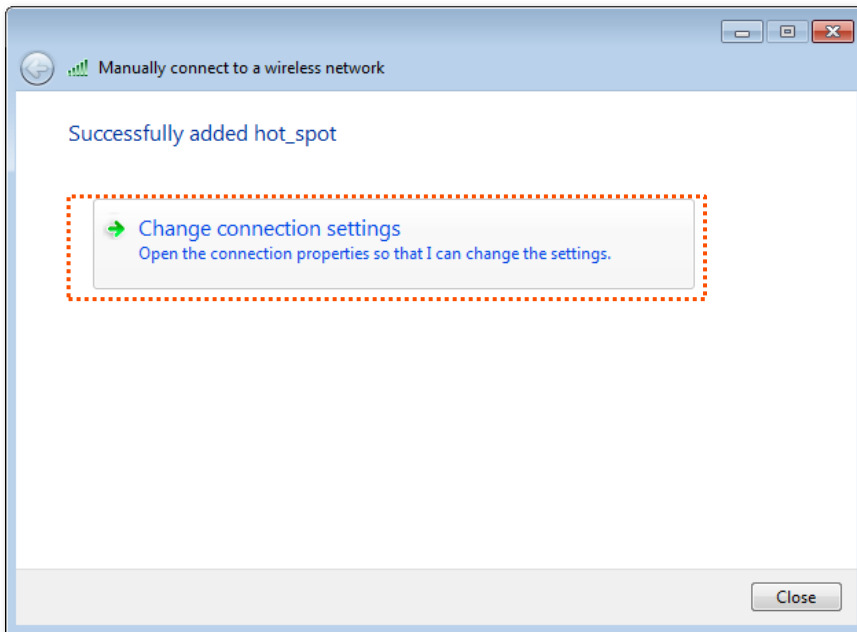 Manually connect to a wireless network
Successfully added hot_spot
Change connection settings
Open the connection properties so that I can change the settings.
Close